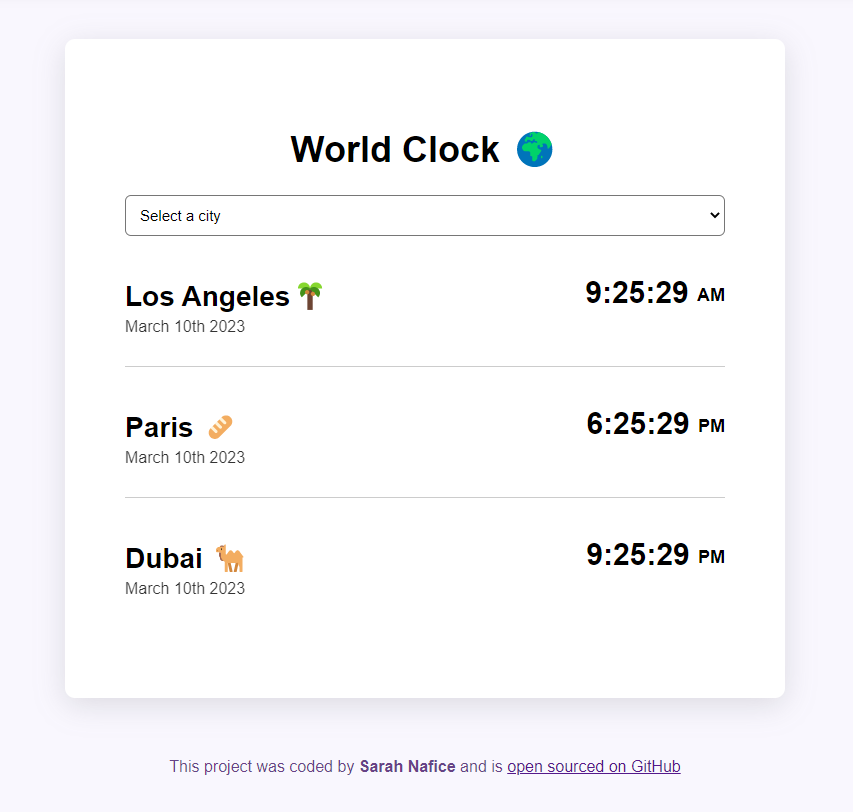 World Clock
Select a city
Los Angeles
9:25:29 AM
March 10th 2023
Paris
6:25:29 PM
March 10th 2023
Dubai
9:25:29 PM
March 10th 2023
This project was coded by Sarah Nafice and is open sourced on GitHub